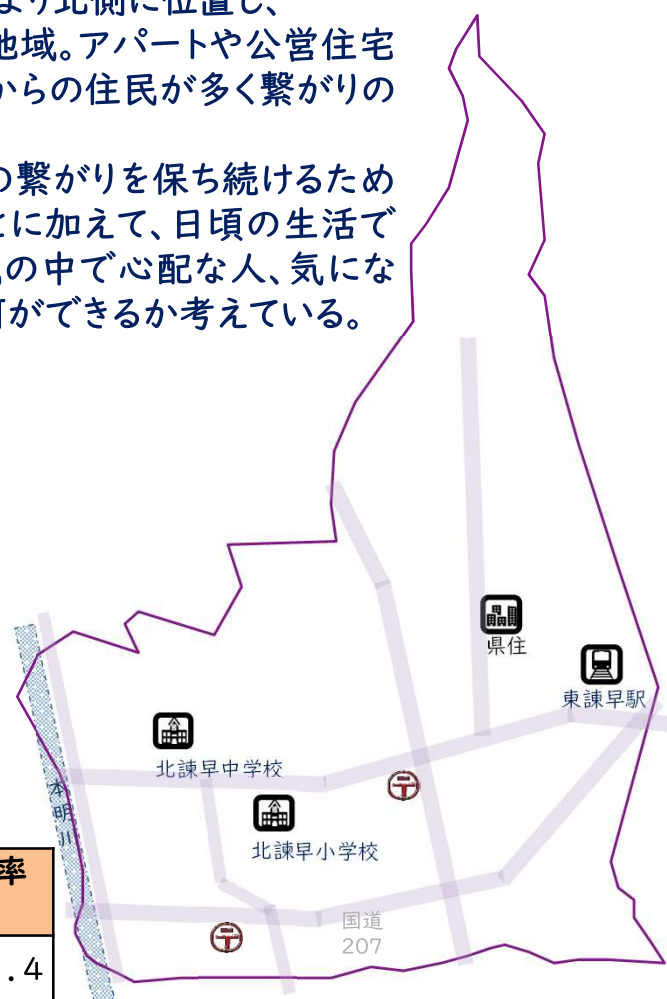 より北側に位置し、
地域。アパートや公営住宅
からの住民が多く繋がりの
の繋がりを保ち続けるため
とに加えて、日頃の生活で
の中で心配な人、気にな
何ができるか考えている。
県住
東諫早駅
北諫早中学校
〒
北諫早小学校
本明川
率
.4
〒
国道
207